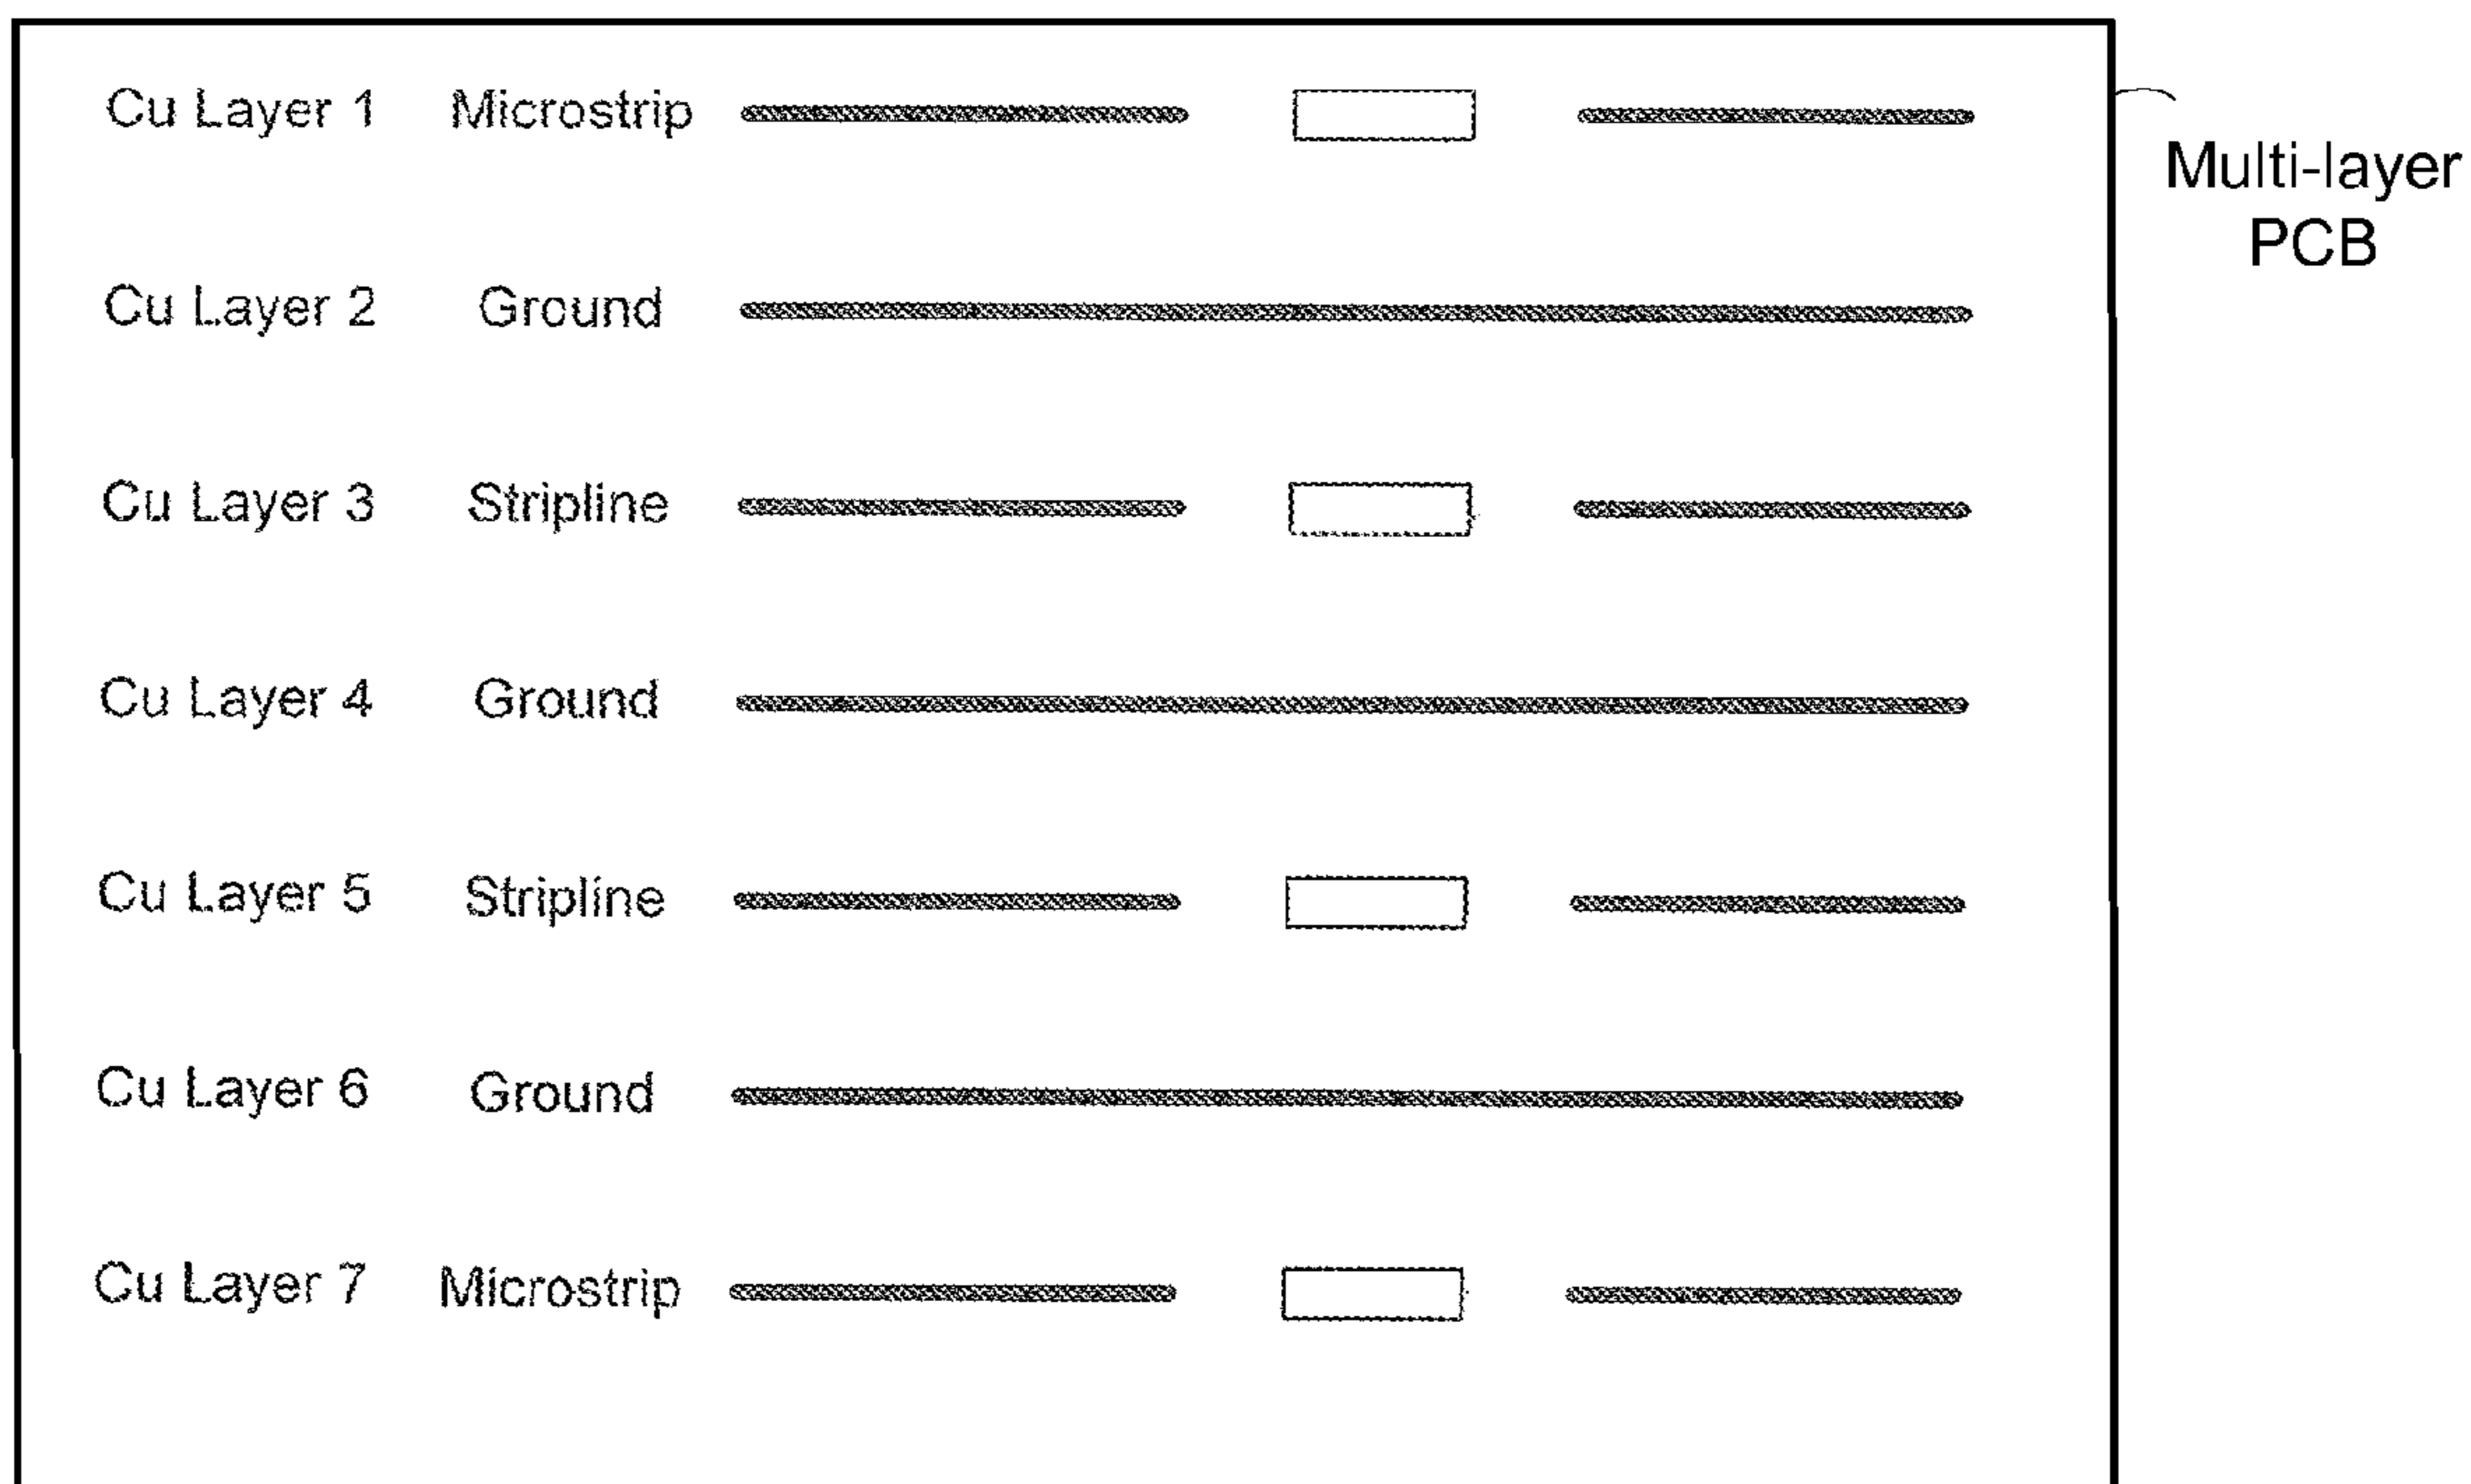 Cu Layer 1 Microstrip
Multi-layer
PCB
Cu Layer 2 Ground
Cu Layer 3 Stripline
Cu Layer 4 Ground
Cu Layer 5 Stripline
Cu Layer 6 Ground
Cu Layer 7 Microstrip